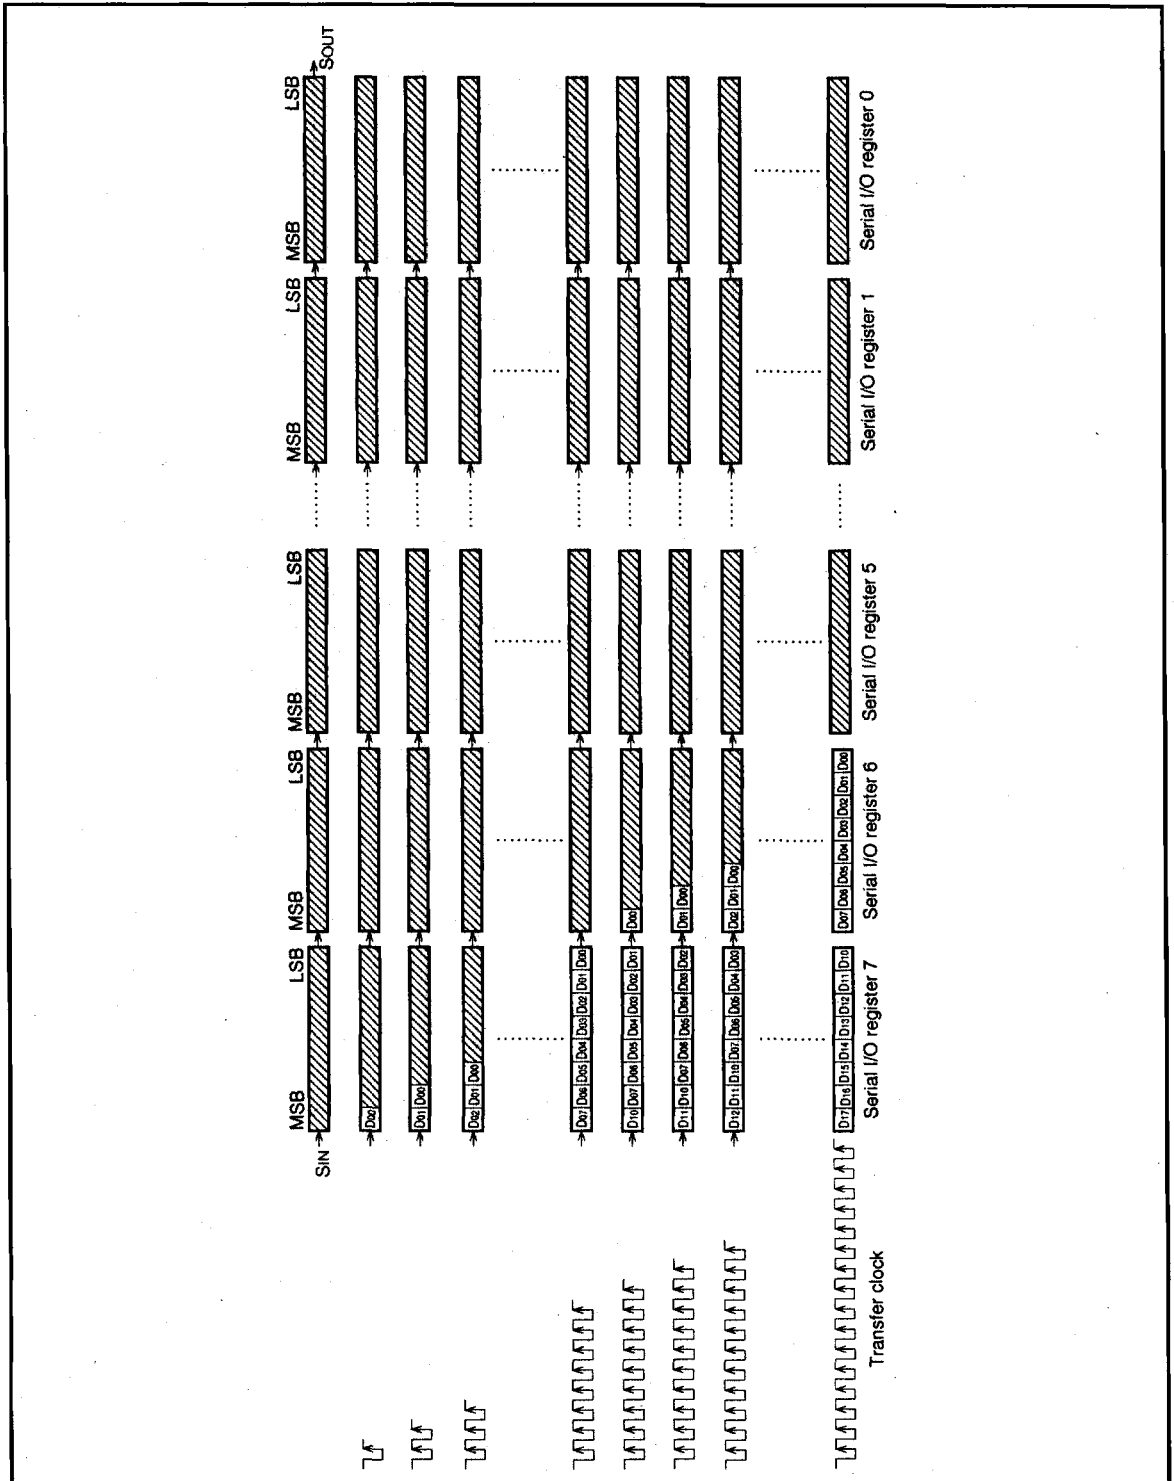 MSB LSB MSB LSB MSB LSB MSB LSB MSB LSB
SIN SOUT
D00
D01 D00
D02 D01 D00
D07 D06 D05 D04 D03 D02 D01 D00
D10 D07 D06 D05 D04 D03 D02 D01 D00
D11 D10 D07 D06 D05 D04 D03 D02 D01 D00
D12 D11 D10 D07 D06 D05 D04 D03 D02 D01 D00
D17 D16 D15 D14 D13 D12 D11 D10 D07 D06 D05 D04 D03 D02 D01 D00
Transfer clock Serial I/O register 7 Serial I/O register 6 Serial I/O register 5 Serial I/O register 1 Serial I/O register 0